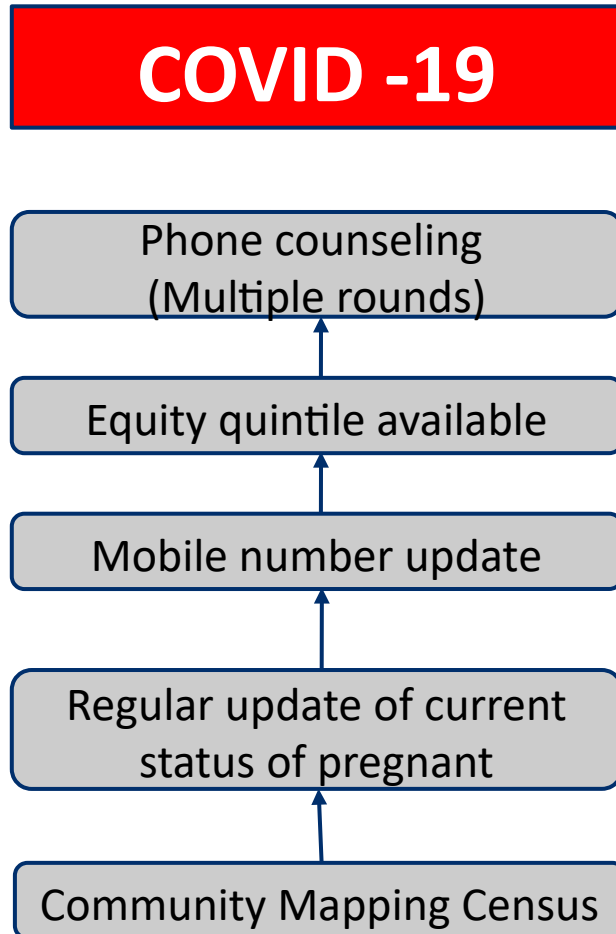 COVID -19
Phone counseling
(Multiple rounds)
Equity quintile available
Mobile number update
Regular update of current
status of pregnant
Community Mapping Census